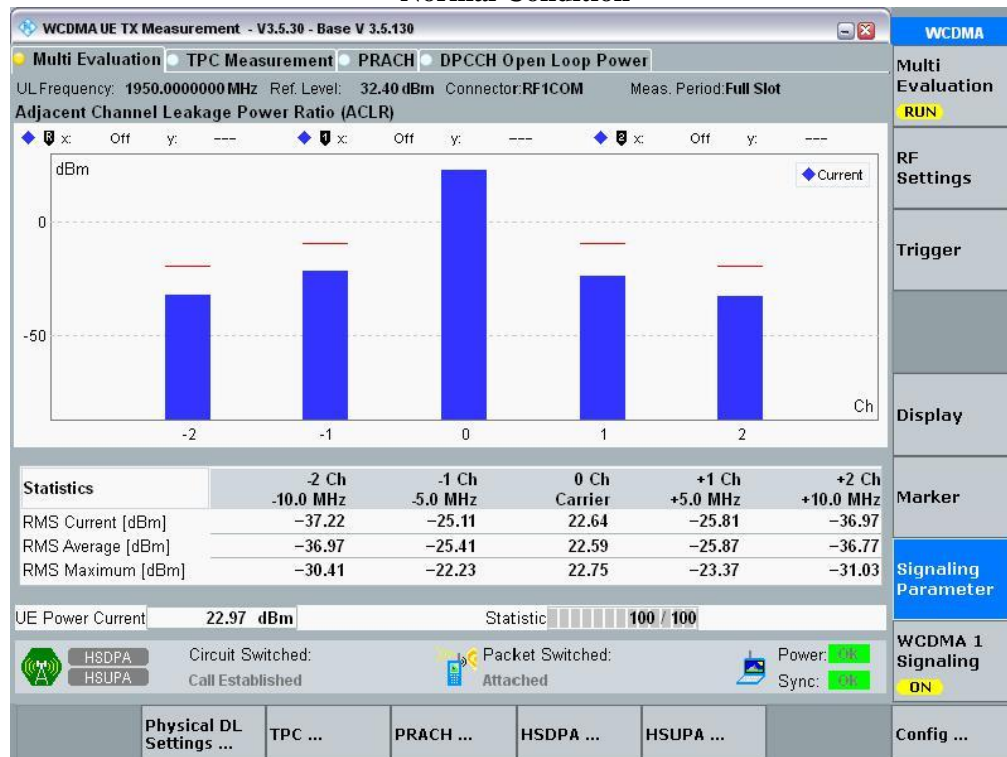 Normal Condition
WCDMA UE TX Measurement - V3.5.30 - Base V 3.5.130
WCDMA
Multi Evaluation TPC Measurement PRACH DPCCH Open Loop Power
UL Frequency: 1950.0000000 MHz Ref. Level: 32.40 dBm Connector:RF1COM Meas. Period:Full Slot
Adjacent Channel Leakage Power Ratio (ACLR)
R x: Off y: --- 1 x: Off y: --- 2 x: Off y: ---
dBm
Current
0
-50
Ch
-2 -1 0 1 2
Statistics
-2 Ch -1 Ch 0 Ch +1 Ch +2 Ch
-10.0 MHz -5.0 MHz Carrier +5.0 MHz +10.0 MHz
RMS Current [dBm] −37.22 −25.11 22.64 −25.81 −36.97
RMS Average [dBm] −36.97 −25.41 22.59 −25.87 −36.77
RMS Maximum [dBm] −30.41 −22.23 22.75 −23.37 −31.03
UE Power Current 22.97 dBm Statistic 100 / 100
HSDPA
HSUPA
Circuit Switched:
Call Established
Packet Switched:
Attached
Power: OK
Sync: OK
Multi
Evaluation
RUN
RF
Settings
Trigger
Display
Marker
Signaling
Parameter
WCDMA 1
Signaling
ON
Physical DL
Settings ...
TPC ...
PRACH ...
HSDPA ...
HSUPA ...
Config ...